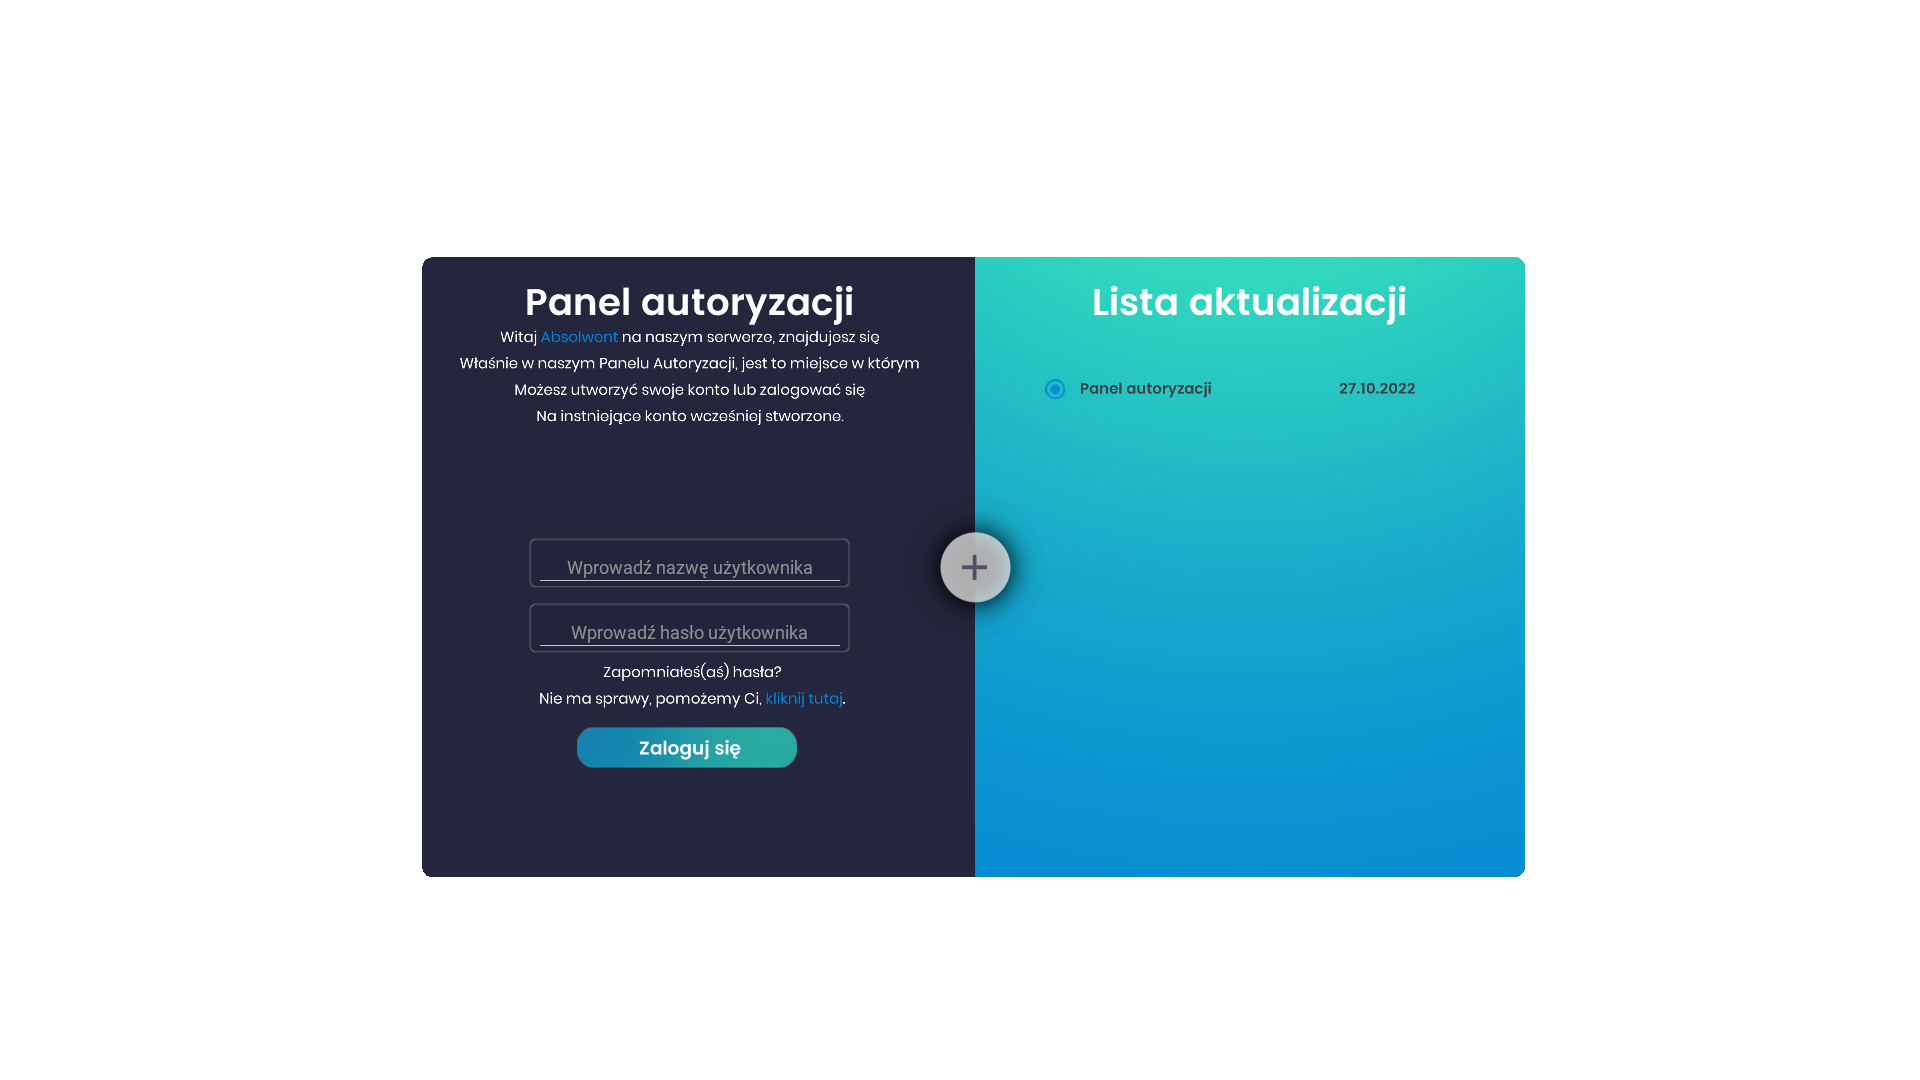 Panel autoryzacji
Witaj Absolwent na naszym serwerze, znajdujesz się
Właśnie w naszym Panelu Autoryzacji, jest to miejsce w którym
Możesz utworzyć swoje konto lub zalogować się
Na instniejące konto wcześniej stworzone.
Wprowadź nazwę użytkownika
Wprowadź hasło użytkownika
Zapomniałeś(aś) hasła?
Nie ma sprawy, pomożemy Ci, kliknij tutaj.
Zaloguj się
Lista aktualizacji
Panel autoryzacji 27.10.2022